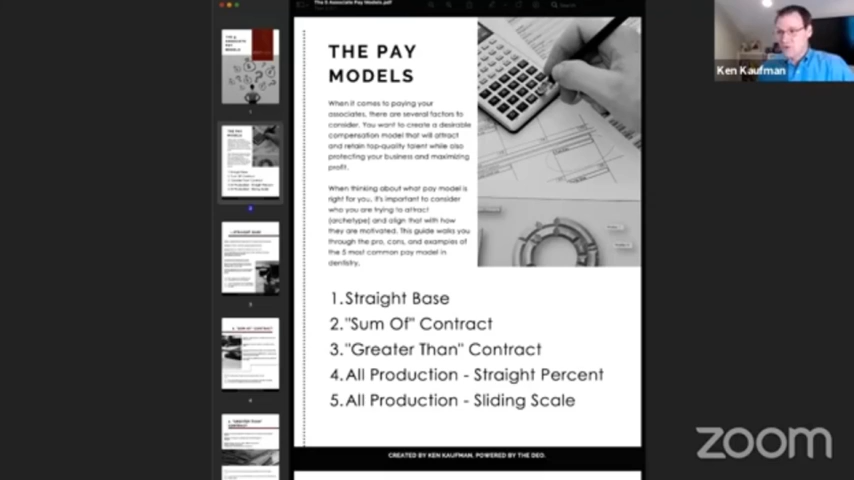 The 5 Associate Pay Models.pdf
Search
Ken Kaufman
THE PAY
MODELS
When it comes to paying your
associates, there are several factors to
consider. You want to create a desirable
compensation model that will attract
and retain top-quality talent while also
protecting your business and maximizing
profit.
When thinking about what pay model is
right for you, it's important to consider
who you are trying to attract
(archetype) and align that with how
they are motivated. This guide walks you
through the pro, cons, and examples of
the 5 most common pay model in
dentistry.
1. Straight Base
2. "Sum Of" Contract
3. "Greater Than" Contract
4. All Production - Straight Percent
5. All Production - Sliding Scale
CREATED BY KEN KAUFMAN. POWERED BY THE DEO.
zoom